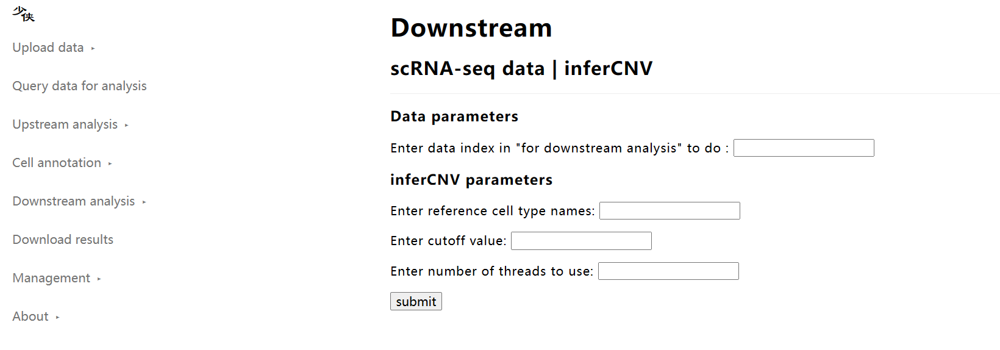 少侠
Upload data ▸
Query data for analysis
Upstream analysis ▸
Cell annotation ▸
Downstream analysis ▸
Download results
Management ▸
About ▸
Downstream
scRNA-seq data | inferCNV
Data parameters
Enter data index in "for downstream analysis" to do :
inferCNV parameters
Enter reference cell type names:
Enter cutoff value:
Enter number of threads to use:
submit